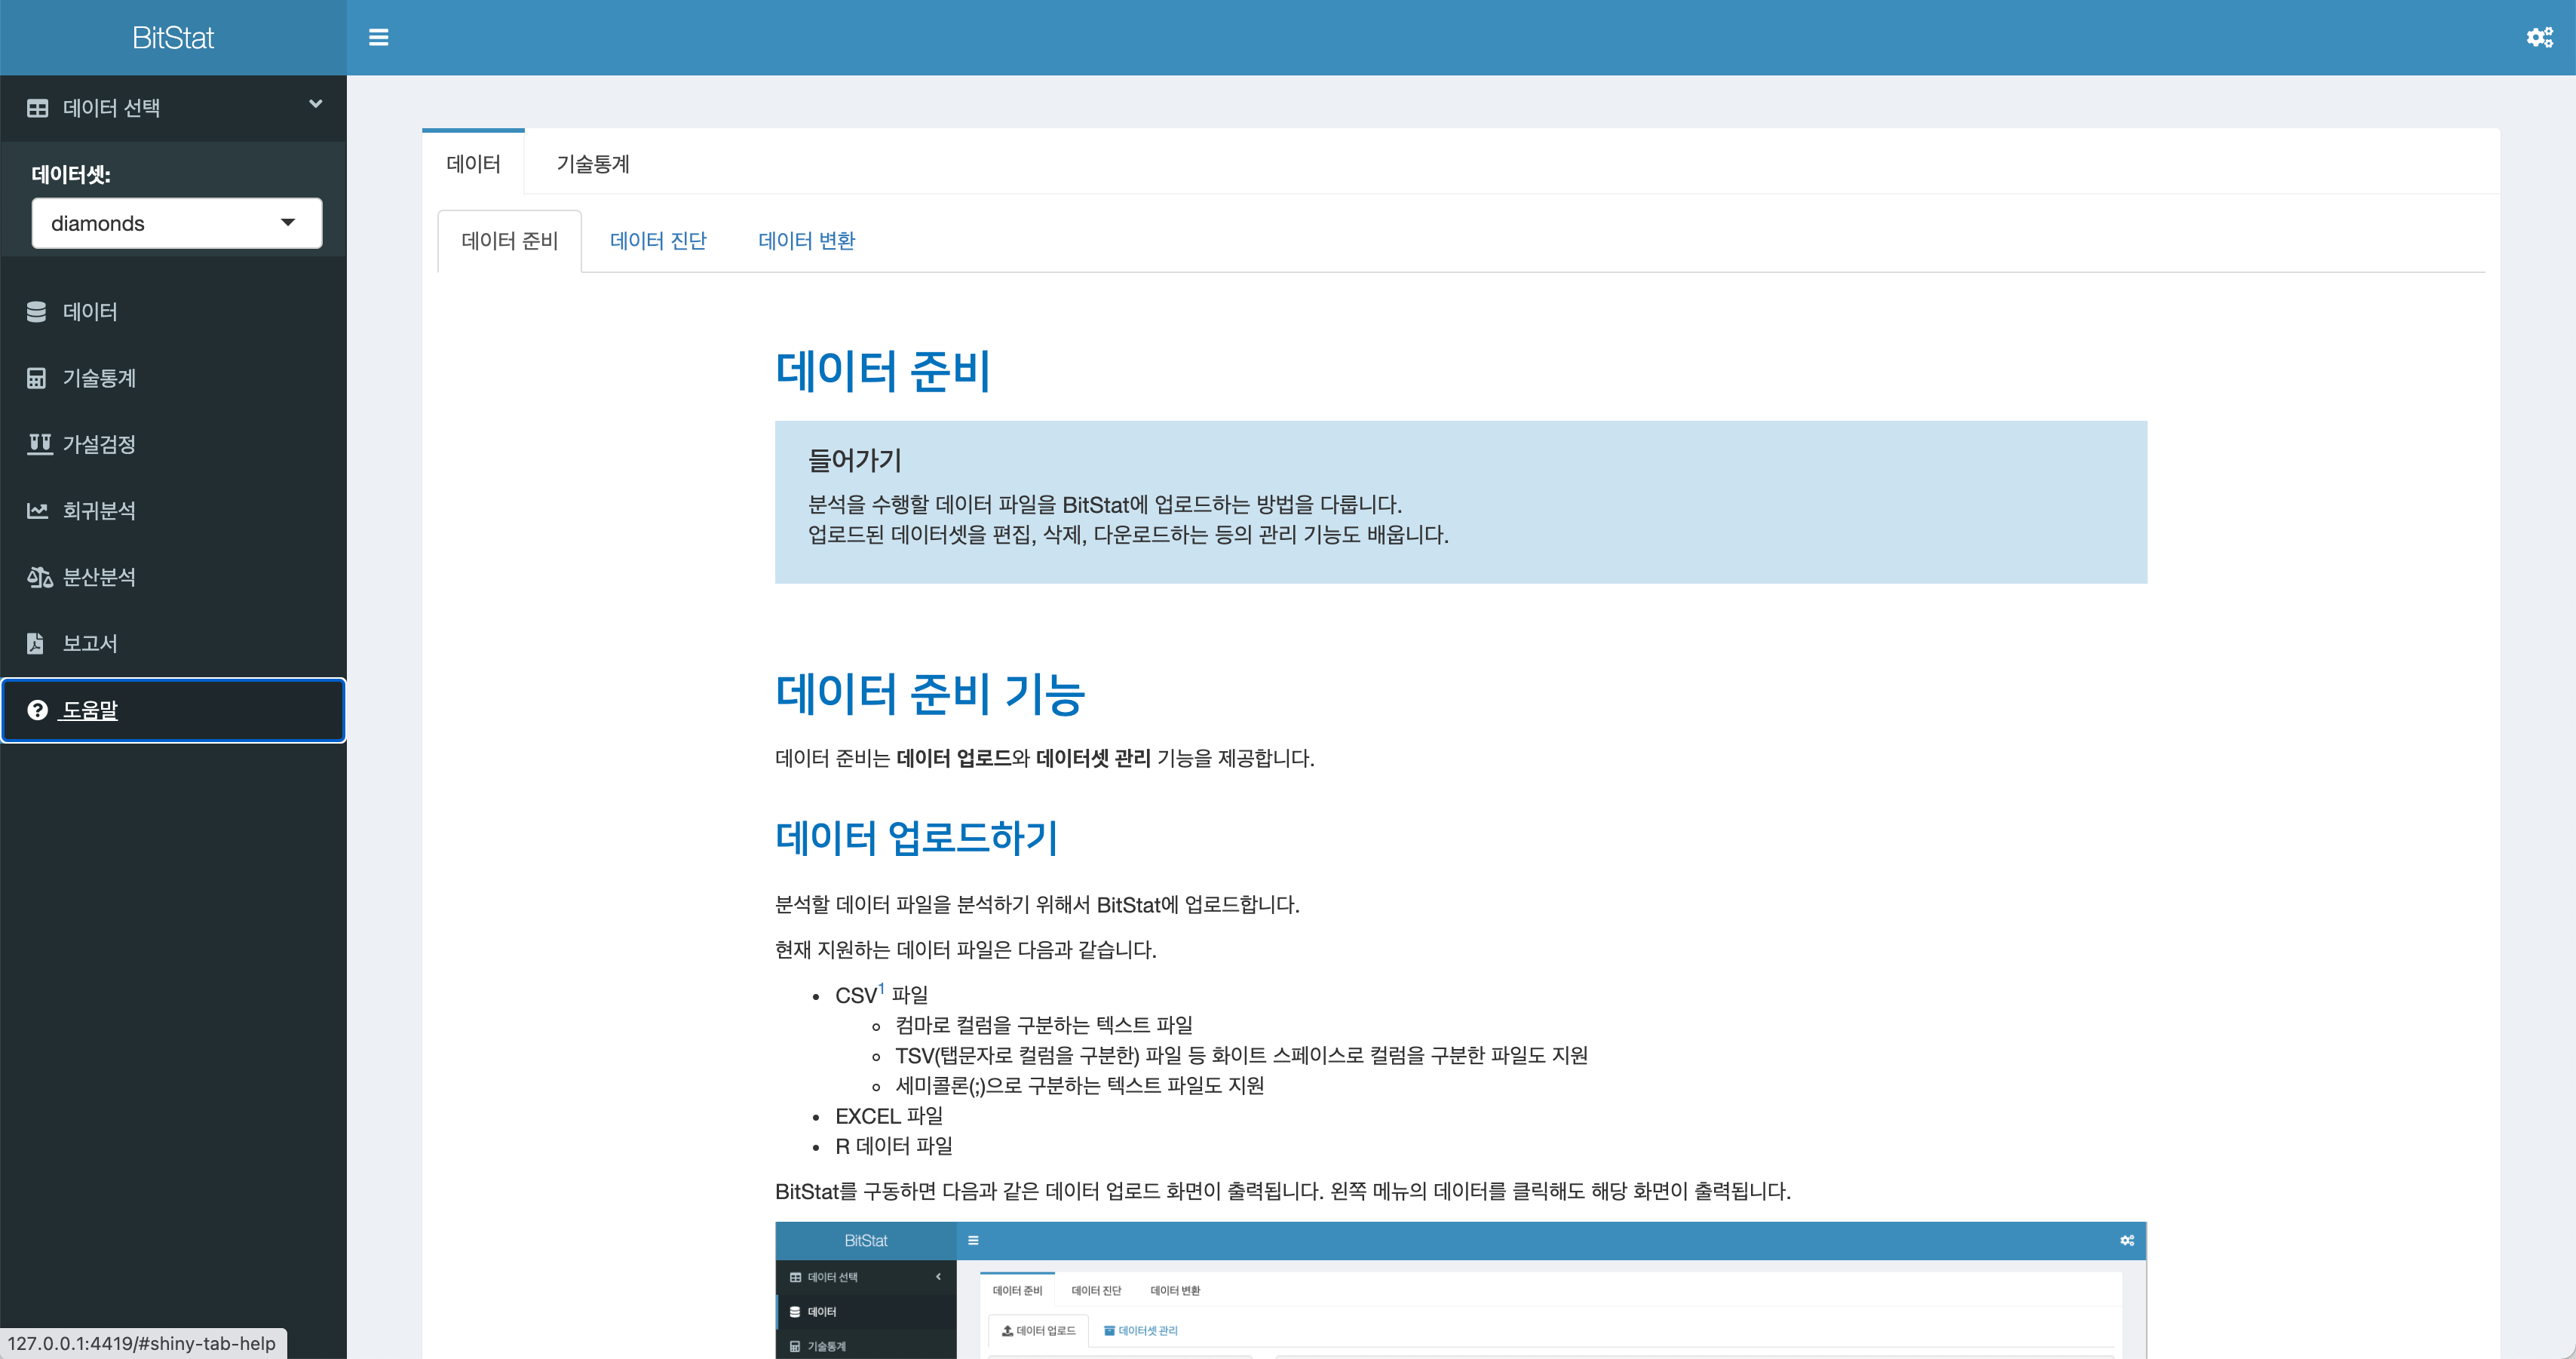 BitStat
데이터 선택
데이터셋:
diamonds
데이터
기술통계
가설검정
회귀분석
분산분석
보고서
도움말
데이터 기술통계
데이터 준비 데이터 진단 데이터 변환
데이터 준비
들어가기
분석을 수행할 데이터 파일을 BitStat에 업로드하는 방법을 다룹니다.
업로드된 데이터셋을 편집, 삭제, 다운로드하는 등의 관리 기능도 배웁니다.
데이터 준비 기능
데이터 준비는 데이터 업로드와 데이터셋 관리 기능을 제공합니다.
데이터 업로드하기
분석할 데이터 파일을 분석하기 위해서 BitStat에 업로드합니다.
현재 지원하는 데이터 파일은 다음과 같습니다.
• CSV1 파일
◦ 컴마로 컬럼을 구분하는 텍스트 파일
◦ TSV(탭문자로 컬럼을 구분한) 파일 등 화이트 스페이스로 컬럼을 구분한 파일도 지원
◦ 세미콜론(;)으로 구분하는 텍스트 파일도 지원
• EXCEL 파일
• R 데이터 파일
BitStat를 구동하면 다음과 같은 데이터 업로드 화면이 출력됩니다. 왼쪽 메뉴의 데이터를 클릭해도 해당 화면이 출력됩니다.
BitStat
데이터 선택
데이터
기술통계
데이터 준비 데이터 진단 데이터 변환
데이터 업로드 데이터셋 관리
127.0.0.1:4419/#shiny-tab-help